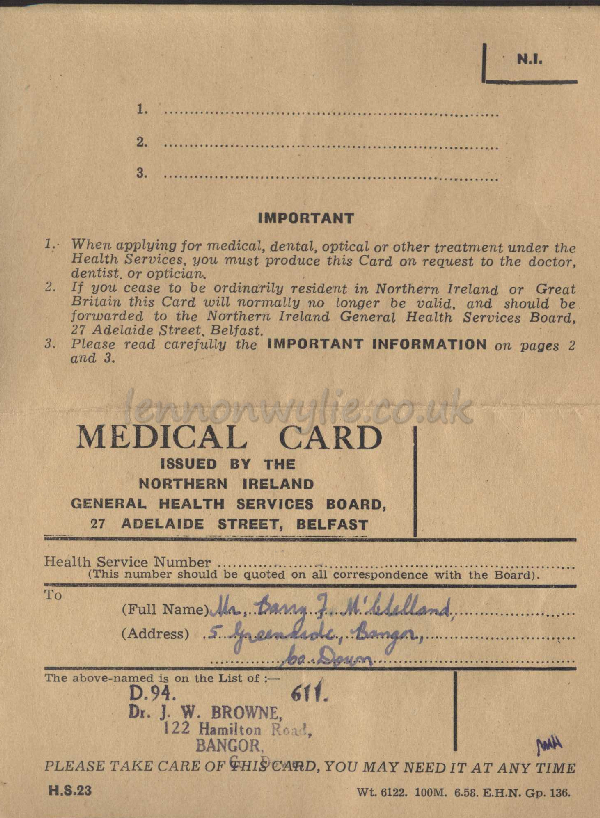 N.I.
1. ..........
2. ..........
3. ..........
IMPORTANT
1. When applying for medical, dental, optical or other treatment under the
Health Services, you must produce this Card on request to the doctor,
dentist, or optician.
2. If you cease to be ordinarily resident in Northern Ireland or Great
Britain this Card will normally no longer be valid, and should be
forwarded to the Northern Ireland General Health Services Board,
27 Adelaide Street, Belfast.
3. Please read carefully the IMPORTANT INFORMATION on pages 2
and 3.
lennonwylie.co.uk
MEDICAL CARD
ISSUED BY THE
NORTHERN IRELAND
GENERAL HEALTH SERVICES BOARD,
27 ADELAIDE STREET, BELFAST
Health Service Number ..........
(This number should be quoted on all correspondence with the Board).
To
(Full Name) Mr. Barry J. M'Clelland,
(Address) 5 Greenside, Bangor,
Co. Down
The above-named is on the List of :—
D.94. 611.
Dr. J. W. BROWNE,
122 Hamilton Road,
BANGOR,
PLEASE TAKE CARE OF THIS CARD, YOU MAY NEED IT AT ANY TIME
H.S.23 Wt. 6122. 100M. 6.58. E.H.N. Gp. 136.